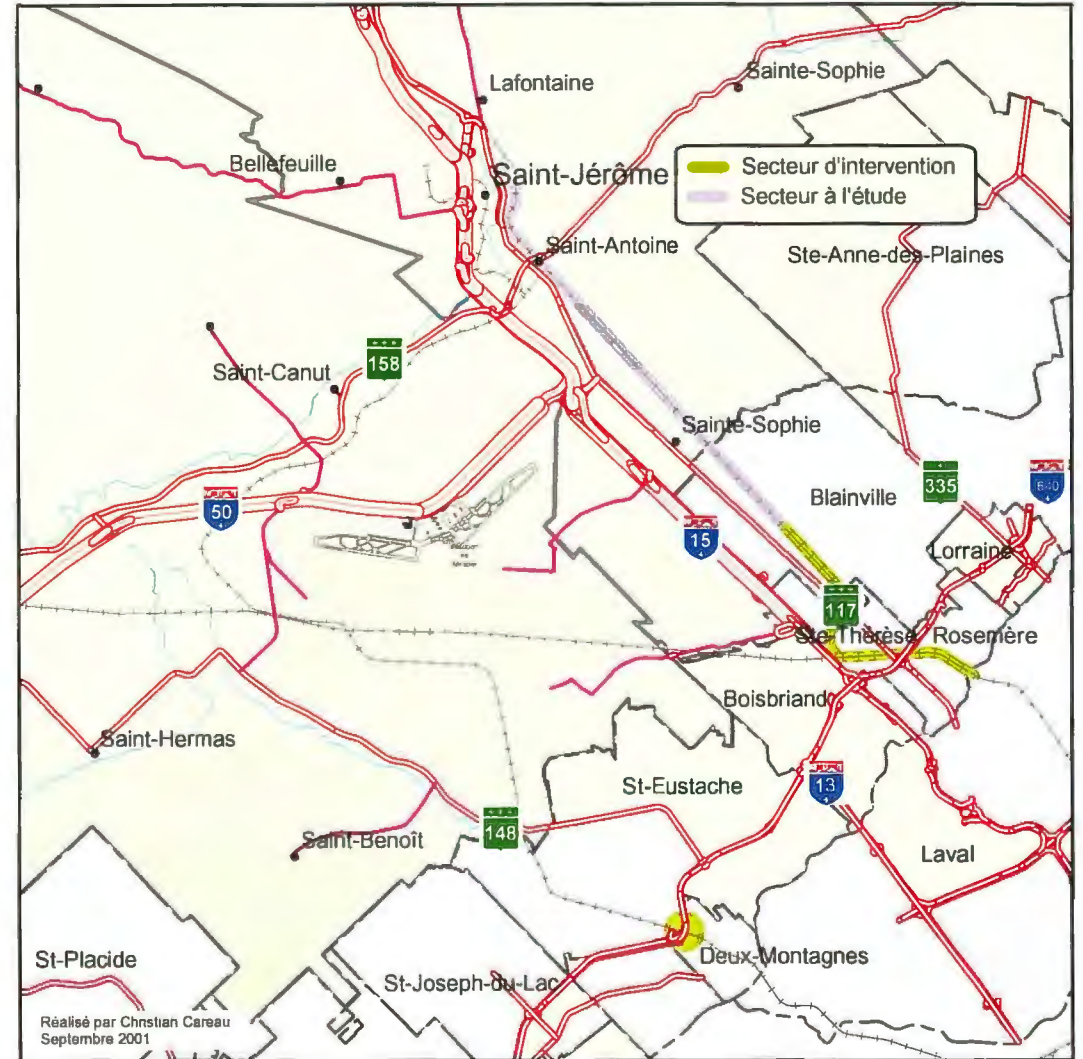 Lafontaine
Sainte-Sophie
Bellefeuille
Saint-Jérôme
Secteur d'intervention
Secteur à l'étude
Saint-Antoine
Ste-Anne-des-Plaines
158
Saint-Canut
Sainte-Sophie
Blainville
335
640
50
15
Lorraine
117
Ste-Thérèse
Rosemère
Boisbriand
Saint-Hermas
St-Eustache
13
148
Saint-Benoît
Laval
St-Placide
Deux-Montagnes
St-Joseph-du-Lac
Réalisé par Christian Careau
Septembre 2001